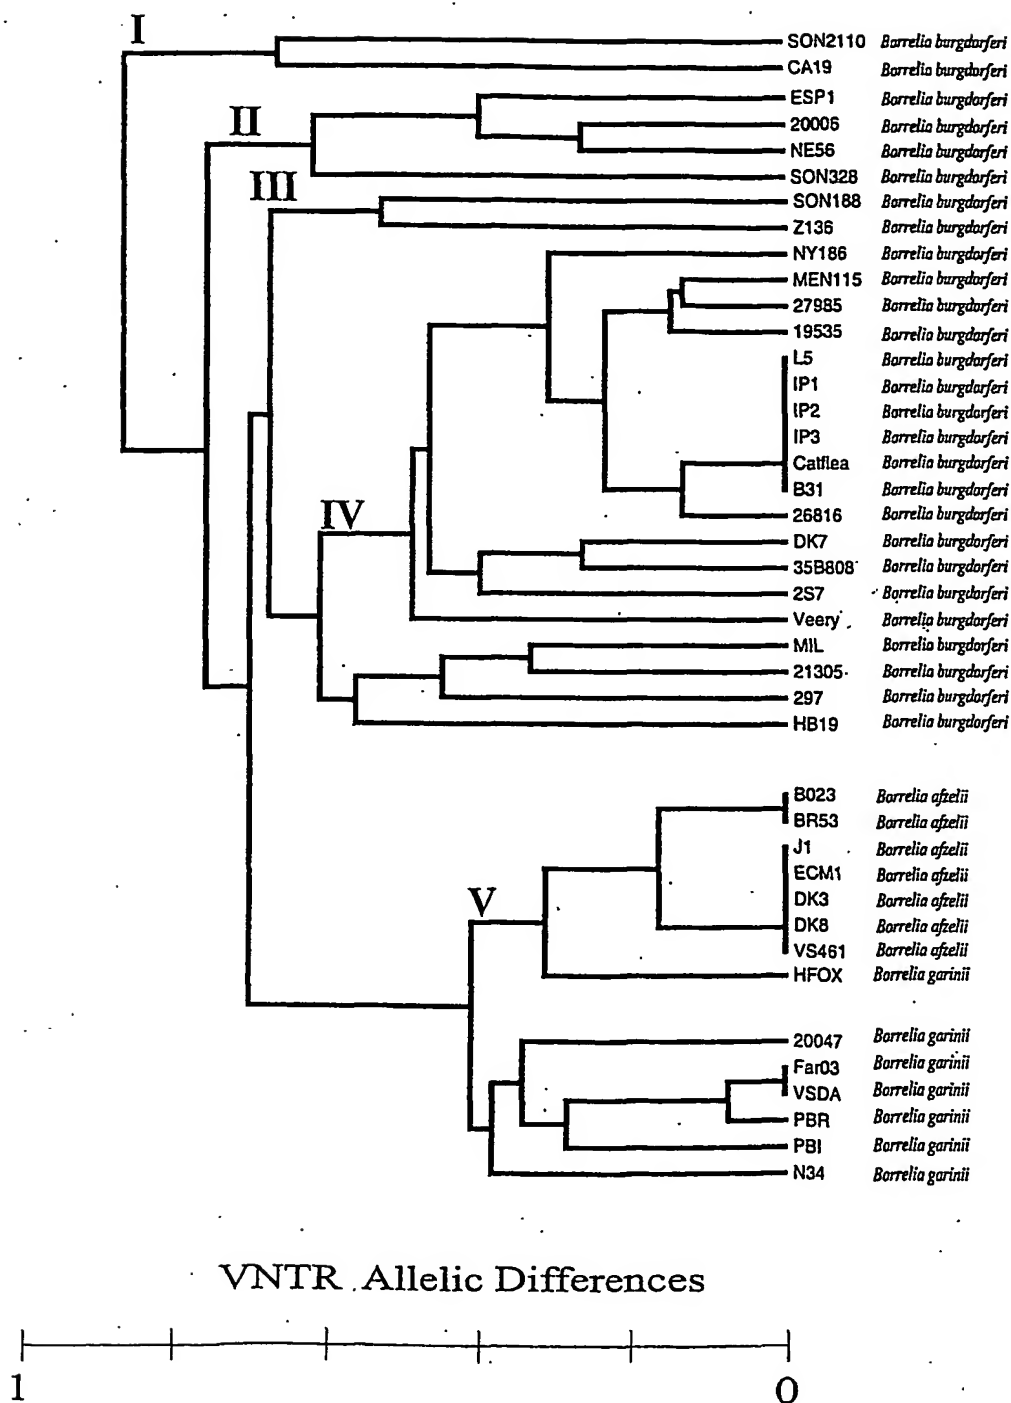 I
SON2110 Borrelia burgdorferi
CA19 Borrelia burgdorferi
ESP1 Borrelia burgdorferi
II
20006 Borrelia burgdorferi
NE56 Borrelia burgdorferi
SON328 Borrelia burgdorferi
III
SON188 Borrelia burgdorferi
Z136 Borrelia burgdorferi
NY186 Borrelia burgdorferi
MEN115 Borrelia burgdorferi
27985 Borrelia burgdorferi
19535 Borrelia burgdorferi
L5 Borrelia burgdorferi
IP1 Borrelia burgdorferi
IP2 Borrelia burgdorferi
IP3 Borrelia burgdorferi
Catflea Borrelia burgdorferi
B31 Borrelia burgdorferi
IV
26816 Borrelia burgdorferi
DK7 Borrelia burgdorferi
35B808 Borrelia burgdorferi
2S7 Borrelia burgdorferi
Veery Borrelia burgdorferi
MIL Borrelia burgdorferi
21305 Borrelia burgdorferi
297 Borrelia burgdorferi
HB19 Borrelia burgdorferi
B023 Borrelia afzelii
BR53 Borrelia afzelii
J1 Borrelia afzelii
ECM1 Borrelia afzelii
V
DK3 Borrelia afzelii
DK8 Borrelia afzelii
VS461 Borrelia afzelii
HFOX Borrelia garinii
20047 Borrelia garinii
Far03 Borrelia garinii
VSDA Borrelia garinii
PBR Borrelia garinii
PBI Borrelia garinii
N34 Borrelia garinii
VNTR Allelic Differences
1 0